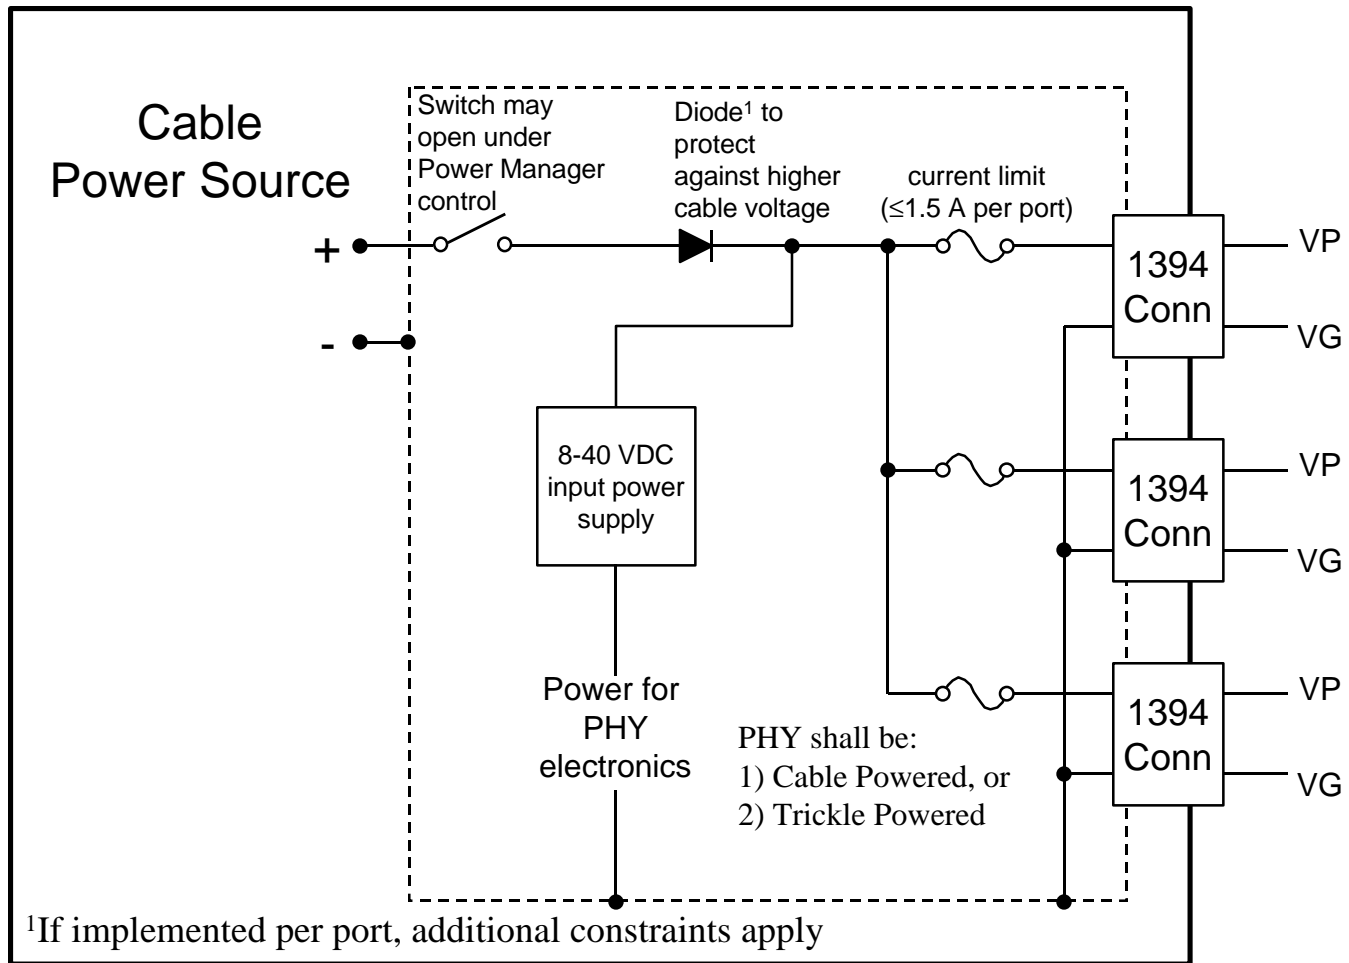 Cable
Power Source
Switch may
open under
Power Manager
control
Diode¹ to
protect
against higher
cable voltage
current limit
(≤1.5 A per port)
+
-
1394
Conn
VP
VG
8-40 VDC
input power
supply
1394
Conn
VP
VG
Power for
PHY
electronics
PHY shall be:
1) Cable Powered, or
2) Trickle Powered
1394
Conn
VP
VG
¹If implemented per port, additional constraints apply